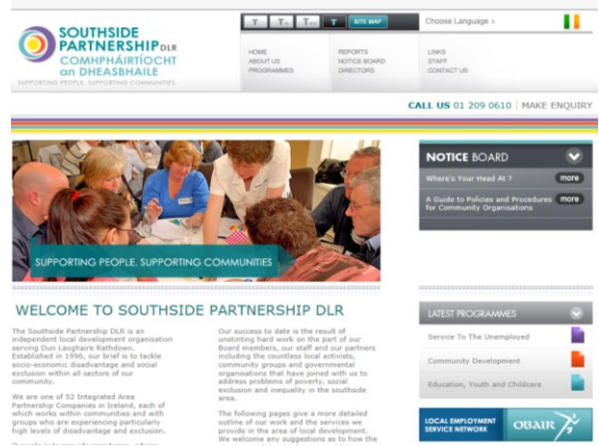 SOUTHSIDE
PARTNERSHIP DLR
COMHPHÁIRTÍOCHT
an DHEASBHAILE
SUPPORTING PEOPLE. SUPPORTING COMMUNITIES.
T T+ T++ T T SITE MAP
Choose Language >
HOME
ABOUT US
PROGRAMMES
REPORTS
NOTICE BOARD
DIRECTORS
LINKS
STAFF
CONTACT US
CALL US 01 209 0610 | MAKE ENQUIRY
SUPPORTING PEOPLE. SUPPORTING COMMUNITIES
NOTICE BOARD
Where's Your Head At ? more
A Guide to Policies and Procedures more
for Community Organisations
WELCOME TO SOUTHSIDE PARTNERSHIP DLR
The Southside Partnership DLR is an
independent local development organisation
serving Dun Laoghaire Rathdown.
Established in 1996, our brief is to tackle
socio-economic disadvantage and social
exclusion within all sectors of our
community.
We are one of 52 Integrated Area
Partnership Companies in Ireland, each of
which works within communities and with
groups who are experiencing particularly
high levels of disadvantage and exclusion.
Our success to date is the result of
unstinting hard work on the part of our
Board members, our staff and our partners
including the countless local activists,
community groups and governmental
organisations that have joined with us to
address problems of poverty, social
exclusion and inequality in the southside
area.
The following pages give a more detailed
outline of our work and the services we
provide in the area of local development.
We welcome any suggestions as to how the
LATEST PROGRAMMES
Service To The Unemployed
Community Development
Education, Youth and Childcare
LOCAL EMPLOYMENT
SERVICE NETWORK
OBAIR